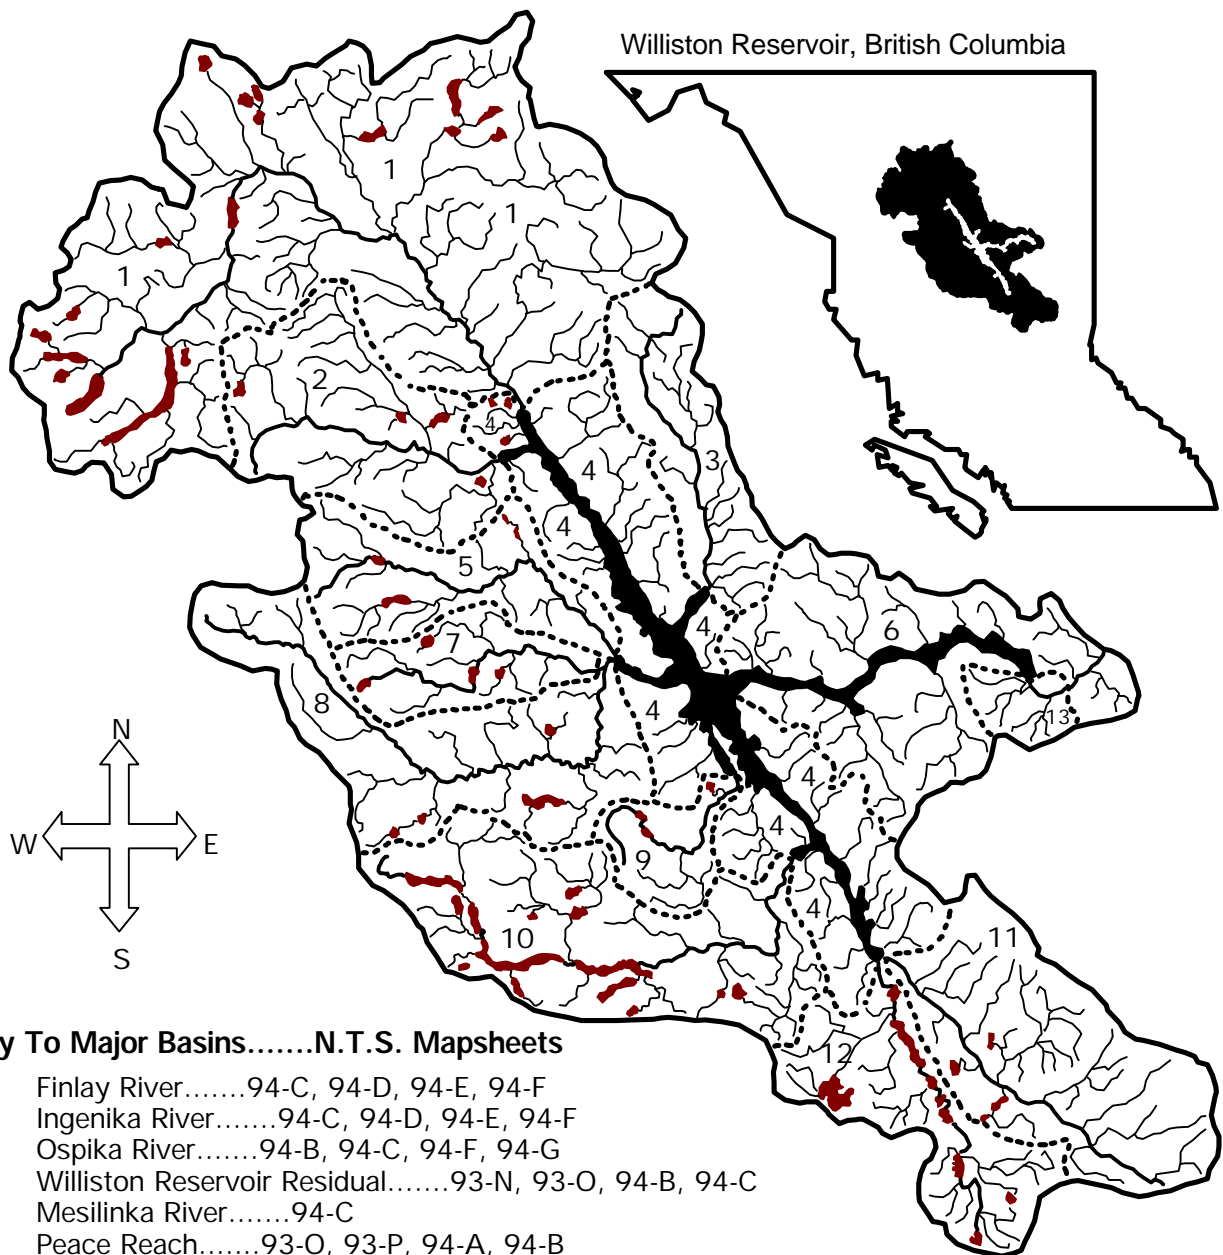 Williston Reservoir, British Columbia
1
1
1
2
4
4
3
4
5
4
6
7
8
4
13
N
W
E
S
4
4
9
4
10
11
12
y To Major Basins.......N.T.S. Mapsheets
Finlay River.......94-C, 94-D, 94-E, 94-F
Ingenika River.......94-C, 94-D, 94-E, 94-F
Ospika River.......94-B, 94-C, 94-F, 94-G
Williston Reservoir Residual.......93-N, 93-O, 94-B, 94-C
Mesilinka River.......94-C
Peace Reach.......93-O, 93-P, 94-A, 94-B